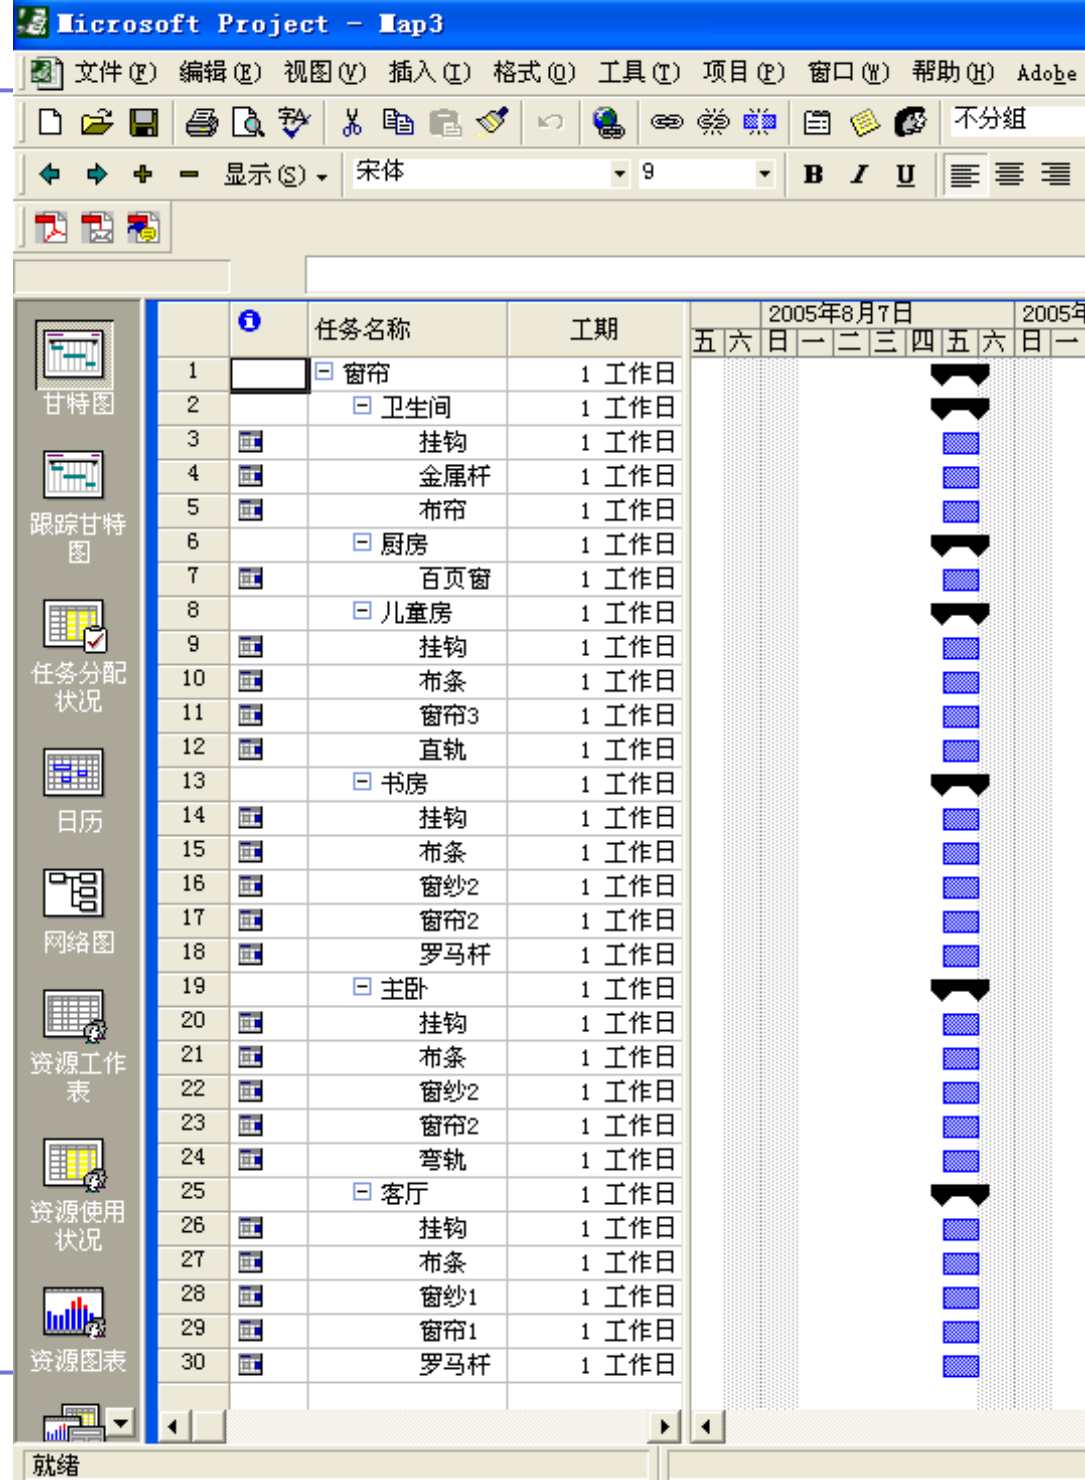 Microsoft Project - Map3
文件(F) 编辑(E) 视图(V) 插入(I) 格式(O) 工具(T) 项目(P) 窗口(W) 帮助(H) Adobe
不分组
显示(S) 宋体 9 B I U
任务名称 工期
2005年8月7日 2005年
五 六 日 一 二 三 四 五 六 日 一
1 窗帘 1 工作日
2 卫生间 1 工作日
3 挂钩 1 工作日
4 金属杆 1 工作日
5 布帘 1 工作日
6 厨房 1 工作日
7 百页窗 1 工作日
8 儿童房 1 工作日
9 挂钩 1 工作日
10 布条 1 工作日
11 窗帘3 1 工作日
12 直轨 1 工作日
13 书房 1 工作日
14 挂钩 1 工作日
15 布条 1 工作日
16 窗纱2 1 工作日
17 窗帘2 1 工作日
18 罗马杆 1 工作日
19 主卧 1 工作日
20 挂钩 1 工作日
21 布条 1 工作日
22 窗纱2 1 工作日
23 窗帘2 1 工作日
24 弯轨 1 工作日
25 客厅 1 工作日
26 挂钩 1 工作日
27 布条 1 工作日
28 窗纱1 1 工作日
29 窗帘1 1 工作日
30 罗马杆 1 工作日
甘特图
跟踪甘特
图
任务分配
状况
日历
网络图
资源工作
表
资源使用
状况
资源图表
就绪